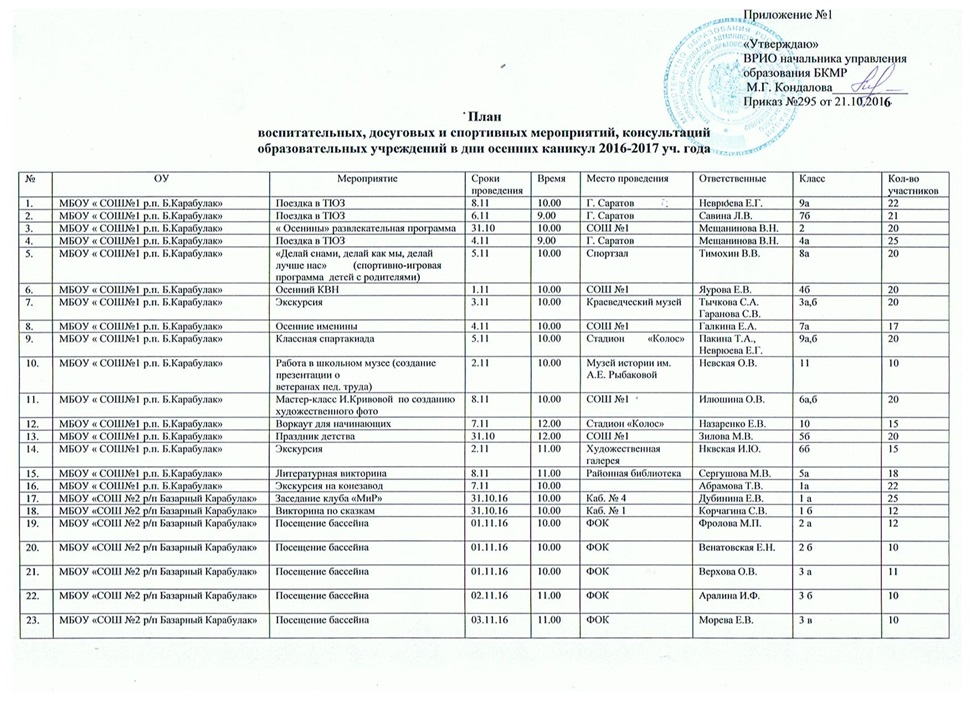 Приложение №1
«Утверждаю»
ВРИО начальника управления
образования БКМР
М.Г. Кондалова
Приказ №295 от 21.10.2016
План
воспитательных, досуговых и спортивных мероприятий, консультаций
образовательных учреждений в дни осенних каникул 2016-2017 уч. года
№ ОУ Мероприятие Сроки проведения Время Место проведения Ответственные Класс Кол-во участников
1. МБОУ « СОШ№1 р.п. Б.Карабулак» Поездка в ТЮЗ 8.11 10.00 Г. Саратов Неврюева Е.Г. 9а 22
2. МБОУ « СОШ№1 р.п. Б.Карабулак» Поездка в ТЮЗ 6.11 9.00 Г. Саратов Савина Л.В. 7б 21
3. МБОУ « СОШ№1 р.п. Б.Карабулак» « Осенины» развлекательная программа 31.10 10.00 СОШ №1 Мещанинова В.Н. 2 20
4. МБОУ « СОШ№1 р.п. Б.Карабулак» Поездка в ТЮЗ 4.11 9.00 Г. Саратов Мещанинова В.Н. 4а 25
5. МБОУ « СОШ№1 р.п. Б.Карабулак» «Делай снами, делай как мы, делай 5.11 10.00 Спортзал Тимохин В.В. 8а 20
лучше нас» (спортивно-игровая
программа детей с родителями)
6. МБОУ « СОШ№1 р.п. Б.Карабулак» Осенний КВН 1.11 10.00 СОШ №1 Яурова Е.В. 4б 20
7. МБОУ « СОШ№1 р.п. Б.Карабулак» Экскурсия 3.11 10.00 Краеведческий музей Тычкова С.А. 3а,б 20
Гаранова С.В.
8. МБОУ « СОШ№1 р.п. Б.Карабулак» Осенние именины 4.11 10.00 СОШ №1 Галкина Е.А. 7а 17
9. МБОУ « СОШ№1 р.п. Б.Карабулак» Классная спартакиада 5.11 10.00 Стадион «Колос» Пакина Т.А., 9а,б 20
Неврюева Е.Г.
10. МБОУ « СОШ№1 р.п. Б.Карабулак» Работа в школьном музее (создание 2.11 10.00 Музей истории им. Невская О.В. 11 10
презентации о А.Е. Рыбаковой
ветеранах пед. труда)
11. МБОУ « СОШ№1 р.п. Б.Карабулак» Мастер-класс И.Кривовой по созданию 8.11 10.00 СОШ №1 Илюшина О.В. 6а,б 20
художественного фото
12. МБОУ « СОШ№1 р.п. Б.Карабулак» Воркаут для начинающих 7.11 12.00 Стадион «Колос» Назаренко Е.В. 10 15
13. МБОУ « СОШ№1 р.п. Б.Карабулак» Праздник детства 31.10 12.00 СОШ №1 Зилова М.В. 5б 20
14. МБОУ « СОШ№1 р.п. Б.Карабулак» Экскурсия 2.11 11.00 Художественная Нквская И.Ю. 6б 15
галерея
15. МБОУ « СОШ№1 р.п. Б.Карабулак» Литературная викторина 8.11 11.00 Районная библиотека Сергушова М.В. 5а 18
16. МБОУ « СОШ№1 р.п. Б.Карабулак» Экскурсия на конезавод 7.11 10.00 Абрамова Т.В. 1а 22
17. МБОУ «СОШ №2 р/п Базарный Карабулак» Заседание клуба «МиР» 31.10.16 10.00 Каб. № 4 Дубинина Е.В. 1 а 25
18. МБОУ «СОШ №2 р/п Базарный Карабулак» Викторина по сказкам 31.10.16 10.00 Каб. № 1 Корчагина С.В. 1 б 12
19. МБОУ «СОШ №2 р/п Базарный Карабулак» Посещение бассейна 01.11.16 10.00 ФОК Фролова М.П. 2 а 12
20. МБОУ «СОШ №2 р/п Базарный Карабулак» Посещение бассейна 01.11.16 10.00 ФОК Венатовская Е.Н. 2 б 10
21. МБОУ «СОШ №2 р/п Базарный Карабулак» Посещение бассейна 01.11.16 10.00 ФОК Верхова О.В. 3 а 11
22. МБОУ «СОШ №2 р/п Базарный Карабулак» Посещение бассейна 02.11.16 11.00 ФОК Аралина И.Ф. 3 б 10
23. МБОУ «СОШ №2 р/п Базарный Карабулак» Посещение бассейна 03.11.16 11.00 ФОК Морева Е.В. 3 в 10